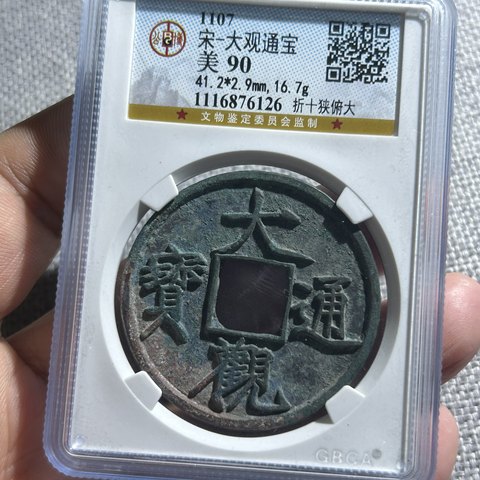 1107
宋-大观通宝
美 90
41.2*2.9mm,16.7g
1116876126 折十狭俯大
★ 文物鉴定委员会监制 ★
大
寳 通
觀
GBCA